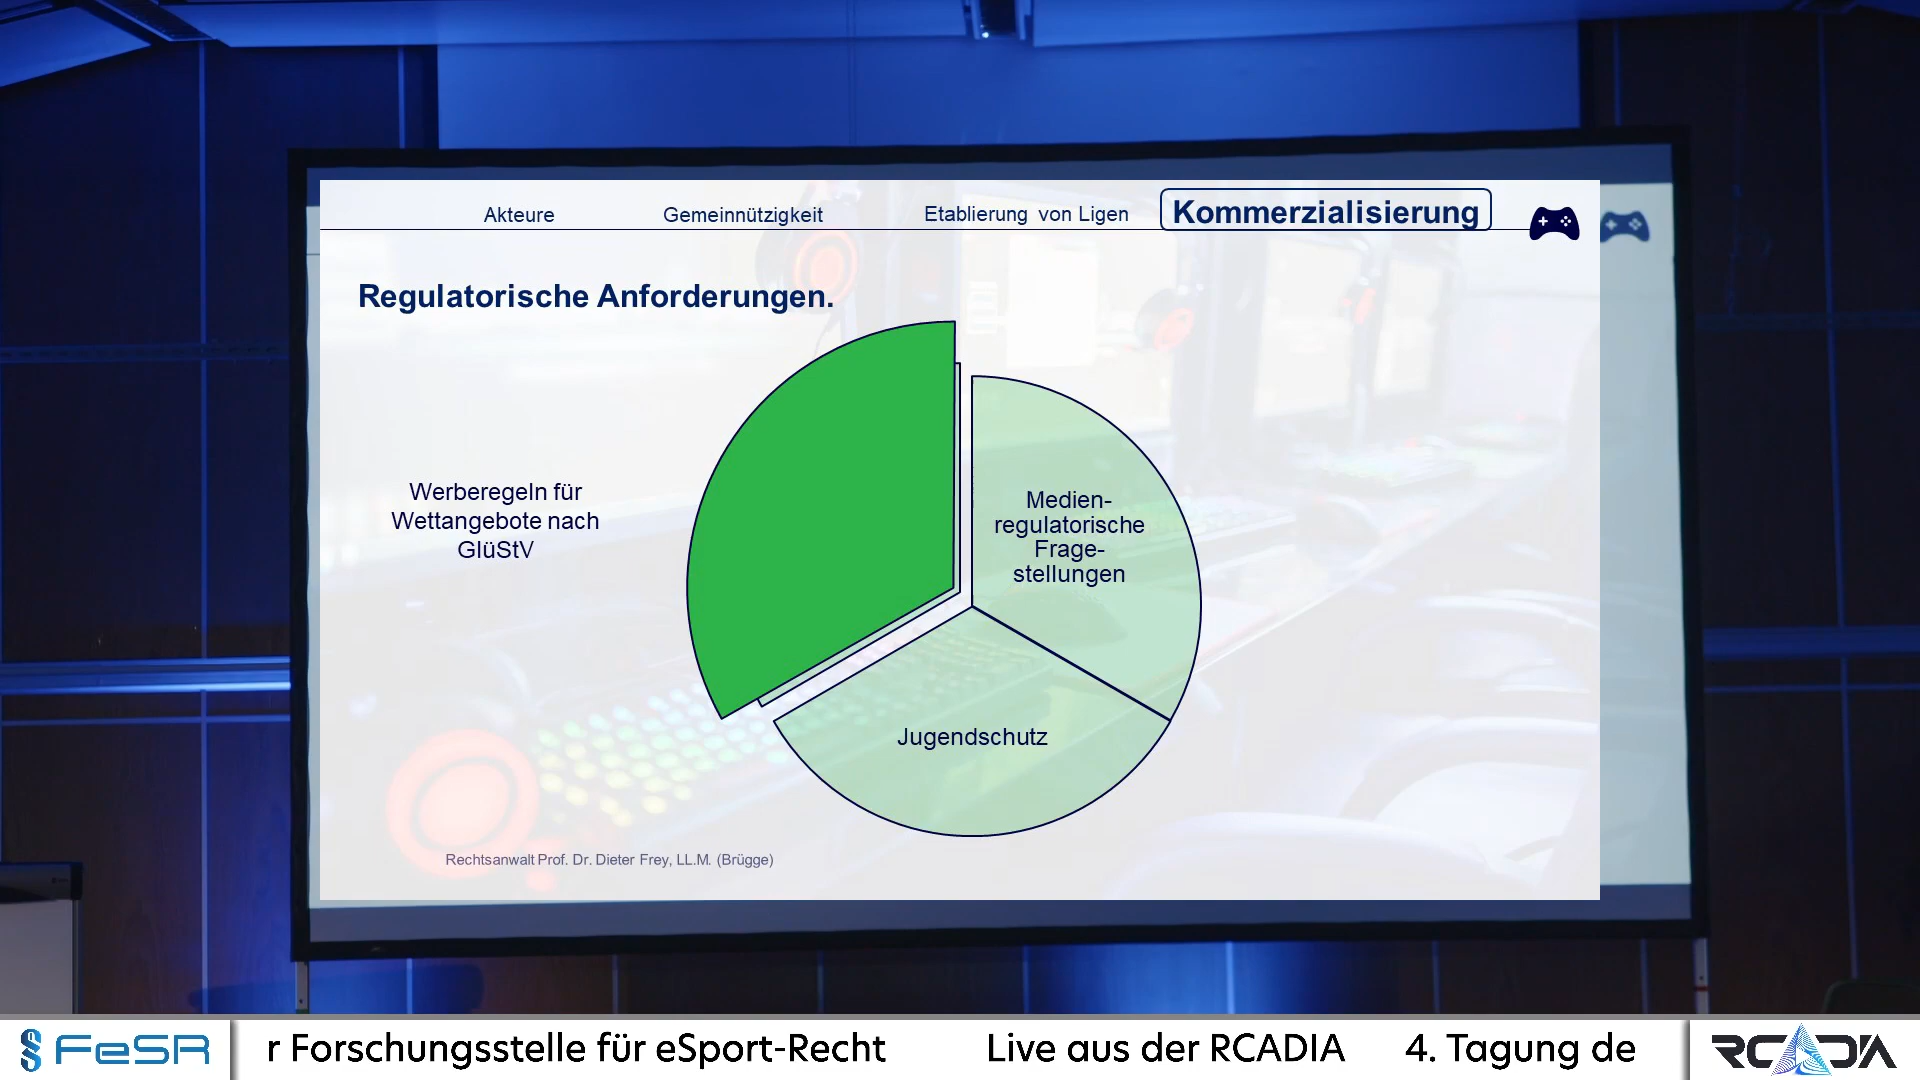 Akteure
Gemeinnützigkeit
Etablierung von Ligen
Kommerzialisierung
Regulatorische Anforderungen.
Werberegeln für
Wettangebote nach
GlüStV
Medien-
regulatorische
Frage-
stellungen
Jugendschutz
Rechtsanwalt Prof. Dr. Dieter Frey, LL.M. (Brügge)
FeSR
r Forschungsstelle für eSport-Recht
Live aus der RCADIA
4. Tagung de
RCADIA